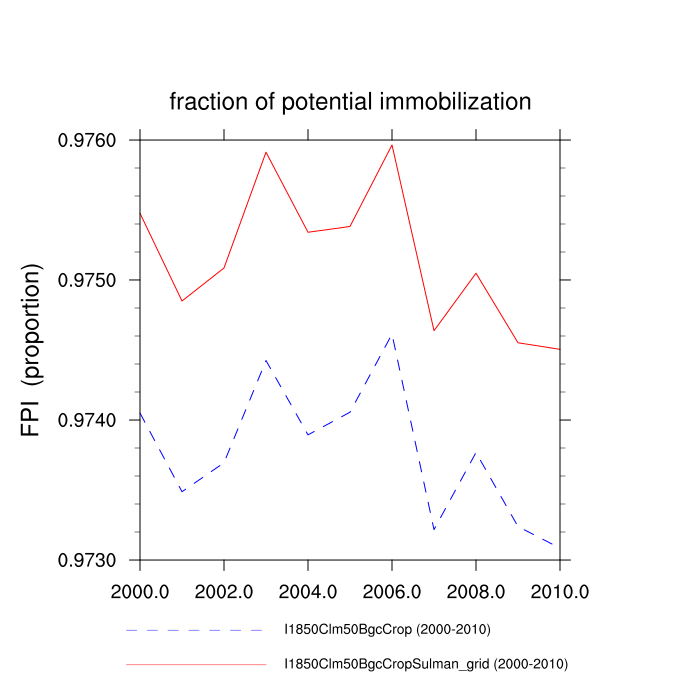 fraction of potential immobilization
0.9760
0.9750
0.9740
0.9730
FPI (proportion)
2000.0 2002.0 2004.0 2006.0 2008.0 2010.0
I1850Clm50BgcCrop (2000-2010)
I1850Clm50BgcCropSulman_grid (2000-2010)